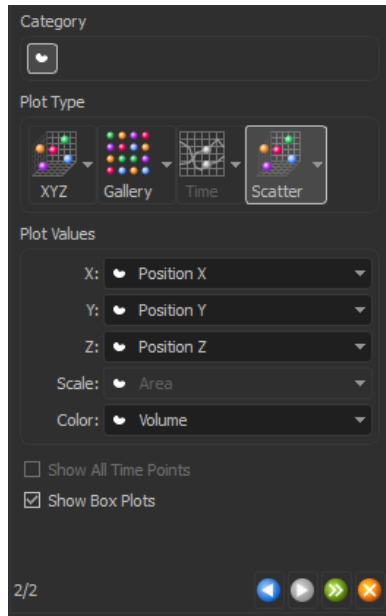 Category
Plot Type
XYZ Gallery Time Scatter
Plot Values
X: Position X
Y: Position Y
Z: Position Z
Scale: Area
Color: Volume
Show All Time Points
Show Box Plots
2/2